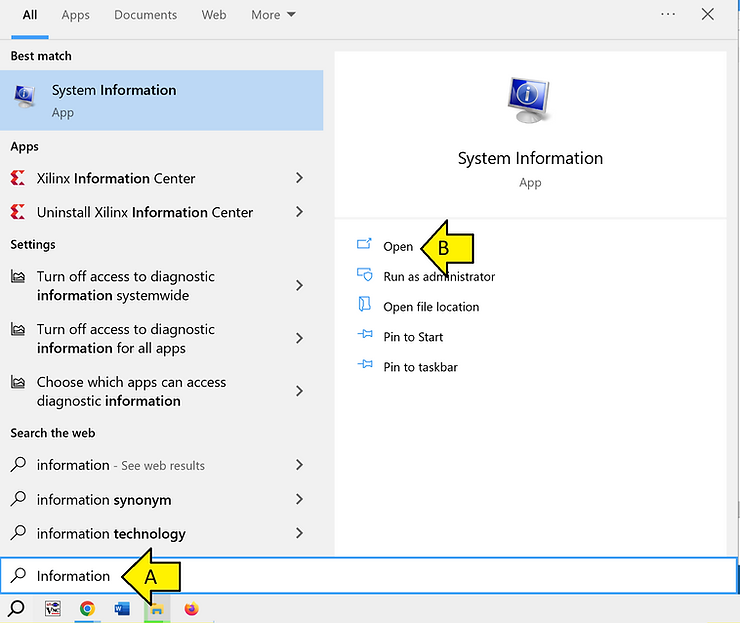 All Apps Documents Web More
Best match
System Information
App
Apps
Xilinx Information Center
Uninstall Xilinx Information Center
Settings
Turn off access to diagnostic
information systemwide
Turn off access to diagnostic
information for all apps
Choose which apps can access
diagnostic information
Search the web
information - See web results
information synonym
information technology
Information
A
System Information
App
Open
B
Run as administrator
Open file location
Pin to Start
Pin to taskbar